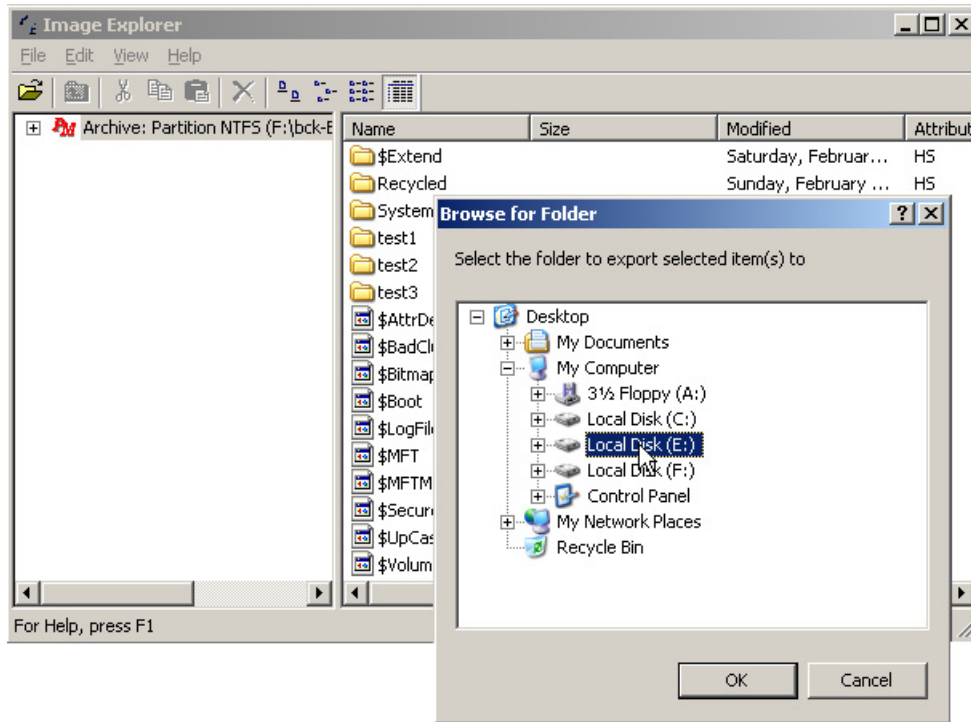 Image Explorer
File Edit View Help
Archive: Partition NTFS (F:\bck-E
Name Size Modified Attribut
$Extend Saturday, Februar... HS
Recycled Sunday, February ... HS
System
test1
test2
test3
$AttrDe
$BadClu
$Bitmap
$Boot
$LogFile
$MFT
$MFTM
$Secure
$UpCas
$Volum
For Help, press F1
Browse for Folder
Select the folder to export selected item(s) to
Desktop
My Documents
My Computer
3½ Floppy (A:)
Local Disk (C:)
Local Disk (E:)
Local Disk (F:)
Control Panel
My Network Places
Recycle Bin
OK Cancel